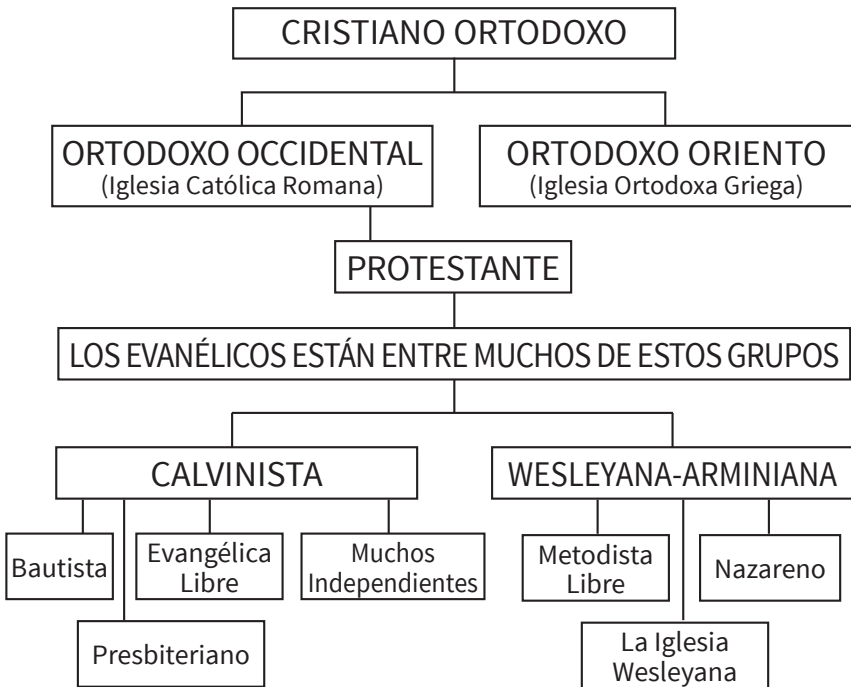 CRISTIANO ORTODOXO
ORTODOXO OCCIDENTAL
(Iglesia Católica Romana)
ORTODOXO ORIENTO
(Iglesia Ortodoxa Griega)
PROTESTANTE
LOS EVANÉLICOS ESTÁN ENTRE MUCHOS DE ESTOS GRUPOS
CALVINISTA
WESLEYANA-ARMINIANA
Bautista
Evangélica
Libre
Muchos
Independientes
Metodista
Libre
Nazareno
Presbiteriano
La Iglesia
Wesleyana